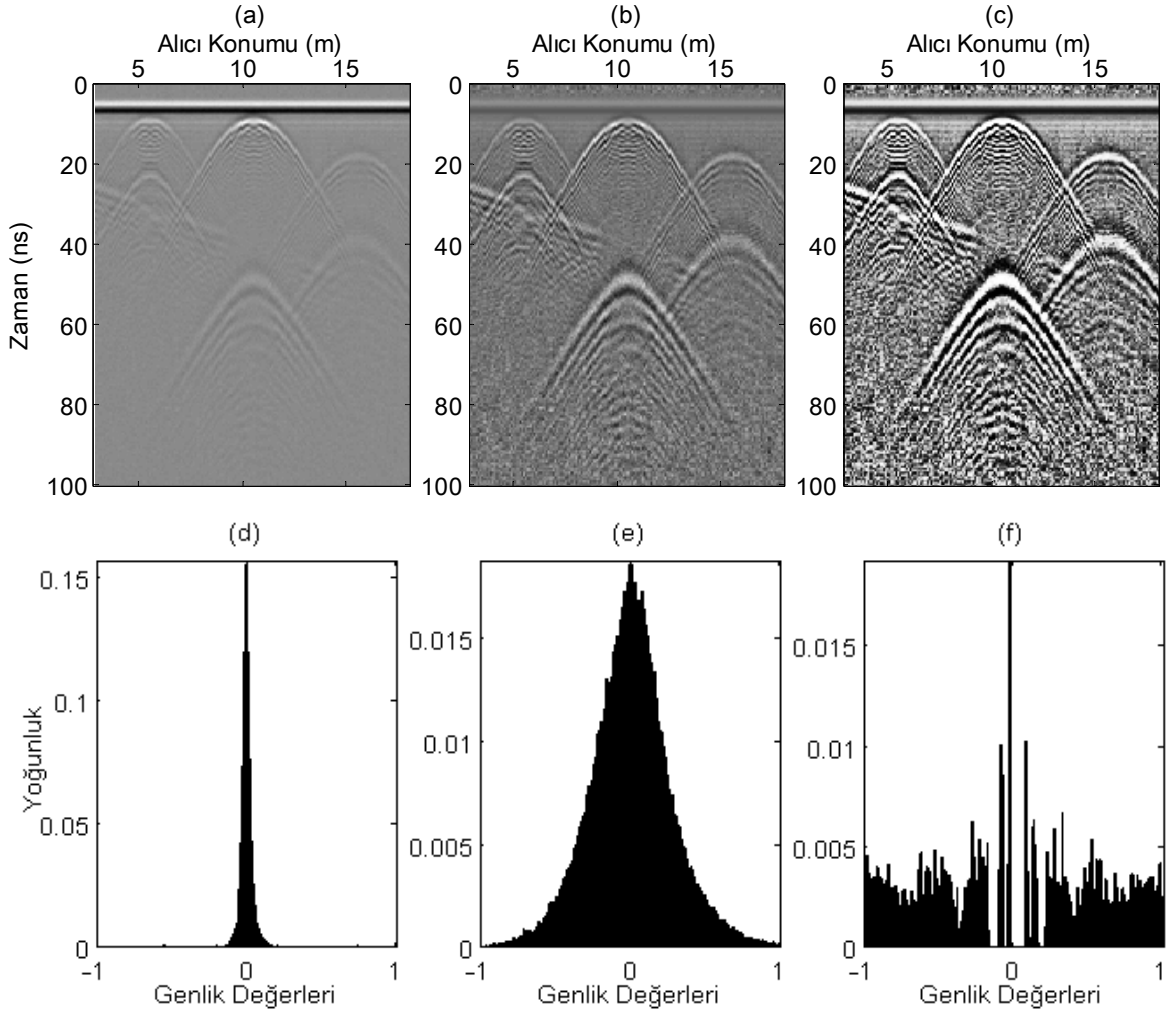 (a) (b) (c)
Alıcı Konumu (m) Alıcı Konumu (m) Alıcı Konumu (m)
5 10 15 5 10 15 5 10 15
0 0 0
20 20 20
40 40 40
60 60 60
80 80 80
100 100 100
Zaman (ns)
(d) (e) (f)
0.15 0.015 0.015
0.1 0.01 0.01
0.05 0.005 0.005
0 0 0
Yoğunluk
−1 0 1 −1 0 1 −1 0 1
Genlik Değerleri Genlik Değerleri Genlik Değerleri